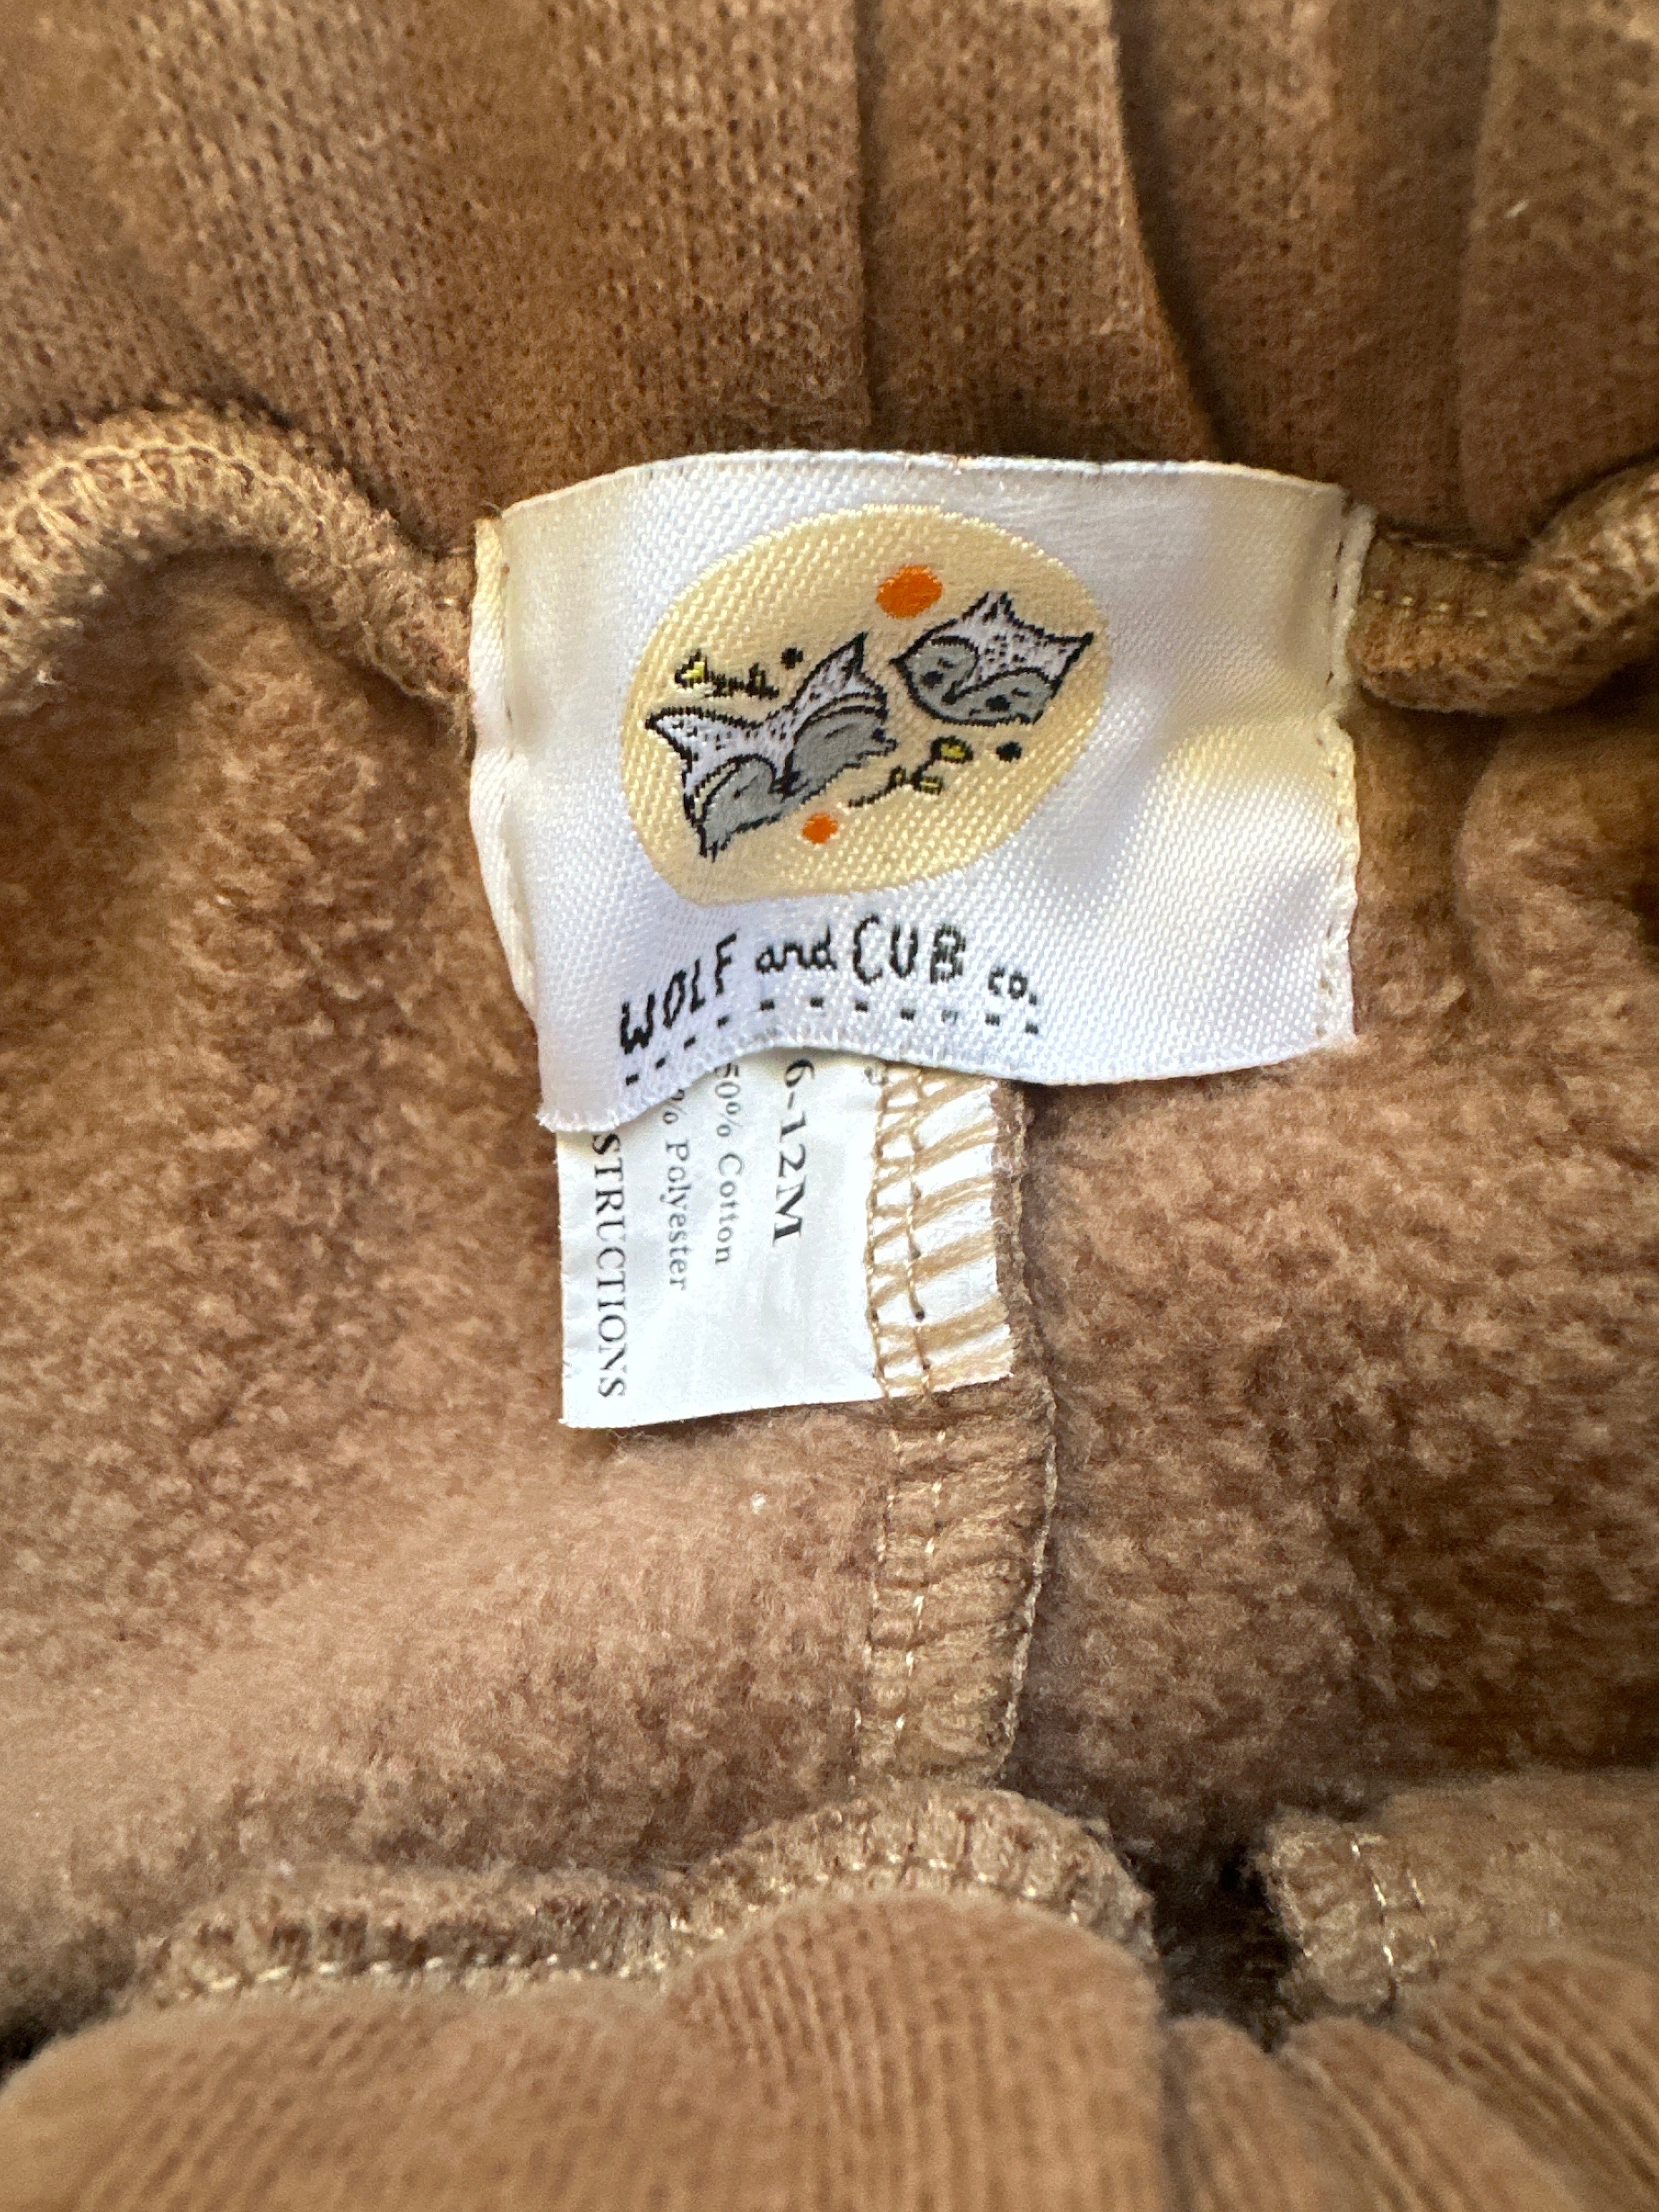 WOLF and CUB co.
6-12M
50% Cotton
% Polyester
STRUCTIONS